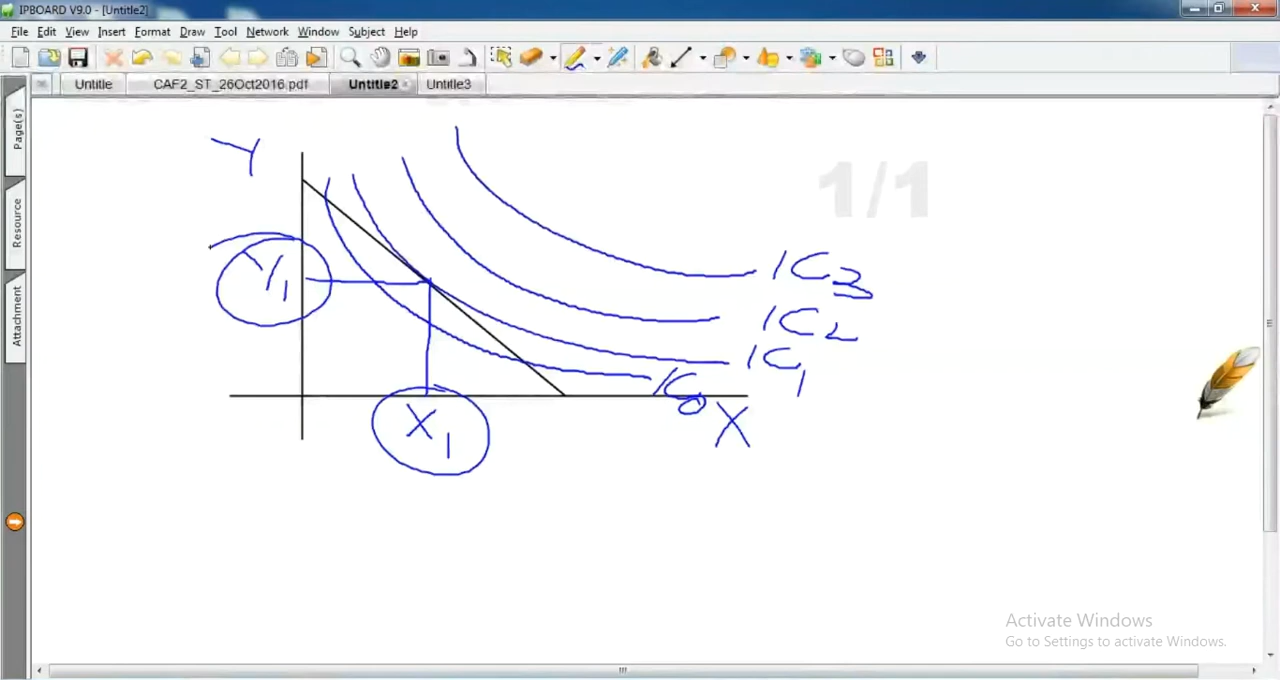 IPBOARD V9.0 - [Untitle2]
File Edit View Insert Format Draw Tool Network Window Subject Help
Untitle CAF2_ST_26Oct2016.pdf Untitle2 Untitle3
Page(s)
Resource
Attachment
1/1
Y
Y1
IC3
IC2
IC1
IC0
X1
X
Activate Windows
Go to Settings to activate Windows.